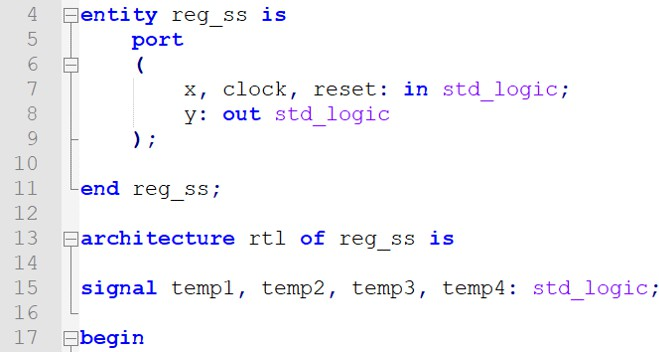 4 entity reg_ss is
5 port
6 (
7 x, clock, reset: in std_logic;
8 y: out std_logic
9 );
10
11 end reg_ss;
12
13 architecture rtl of reg_ss is
14
15 signal temp1, temp2, temp3, temp4: std_logic;
16
17 begin